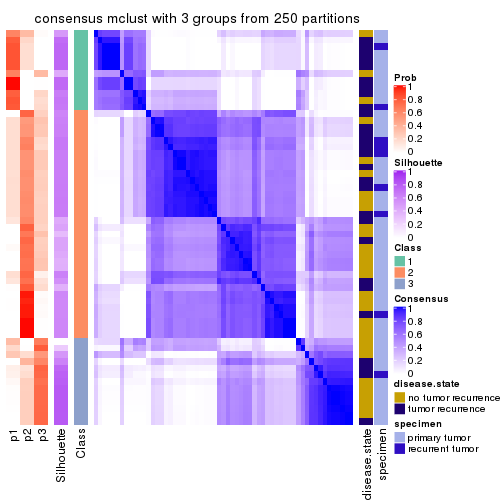 consensus mclust with 3 groups from 250 partitions
Prob
1
0.8
0.6
0.4
0.2
0
Silhouette
1
0.8
0.6
0.4
0.2
0
Class
1
2
3
Consensus
1
0.8
0.6
0.4
0.2
0
disease.state
no tumor recurrence
tumor recurrence
specimen
primary tumor
recurrent tumor
p1
p2
p3
Silhouette
Class
disease.state
specimen